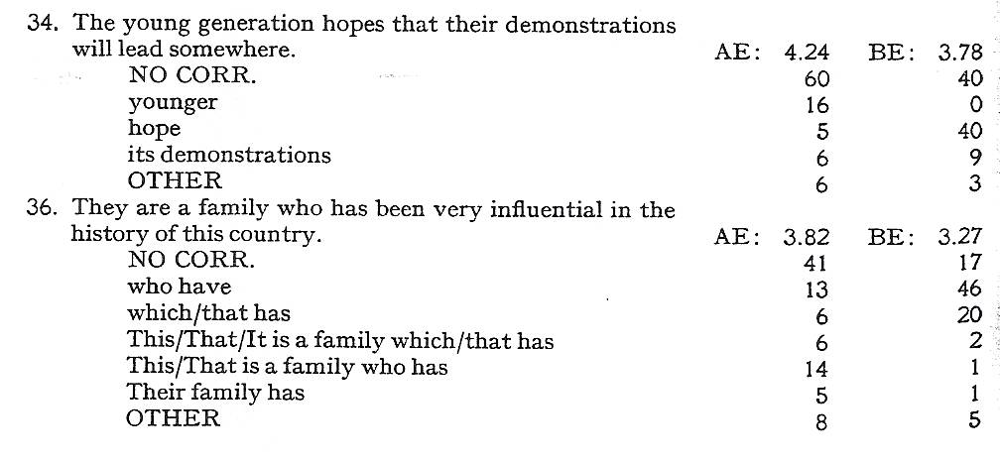 34. The young generation hopes that their demonstrations
will lead somewhere. AE: 4.24 BE: 3.78
NO CORR. 60 40
younger 16 0
hope 5 40
its demonstrations 6 9
OTHER 6 3
36. They are a family who has been very influential in the
history of this country. AE: 3.82 BE: 3.27
NO CORR. 41 17
who have 13 46
which/that has 6 20
This/That/It is a family which/that has 6 2
This/That is a family who has 14 1
Their family has 5 1
OTHER 8 5